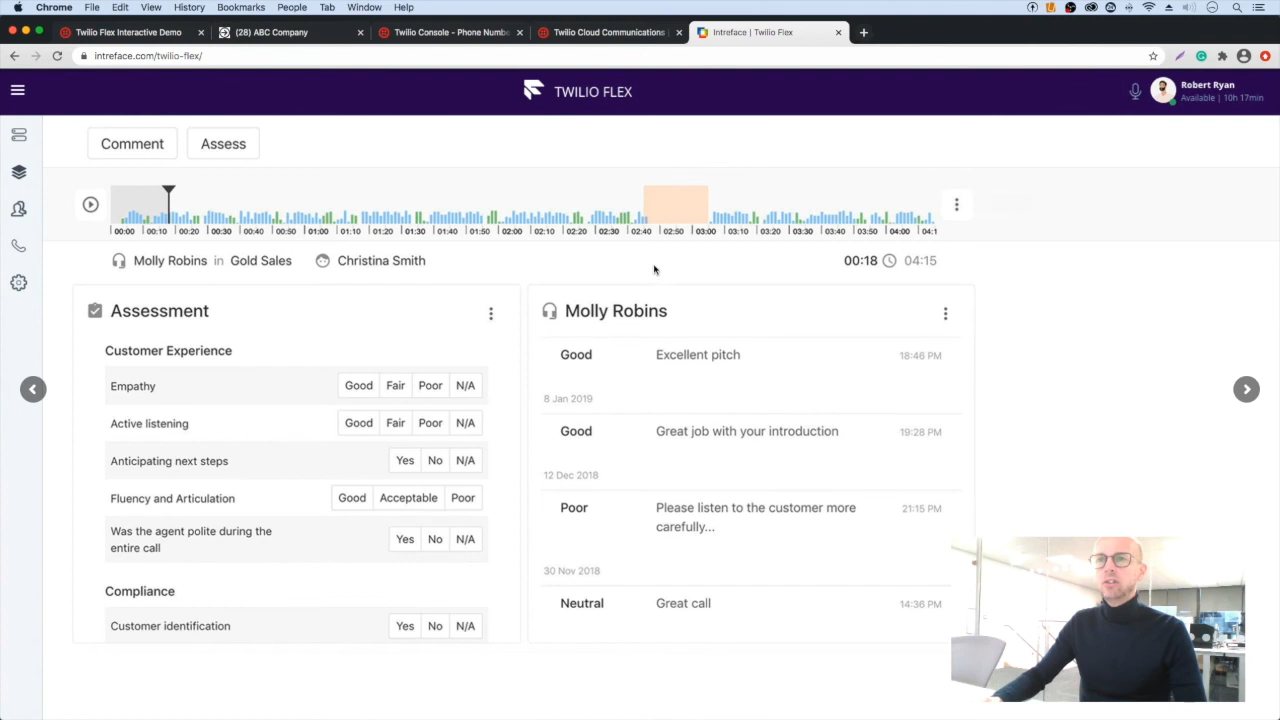 Chrome File Edit View History Bookmarks People Tab Window Help
Twilio Flex Interactive Demo
(28) ABC Company
Twilio Console - Phone Numb
Twilio Cloud Communications
Intreface | Twilio Flex
intreface.com/twilio-flex/
TWILIO FLEX
Robert Ryan
Available | 10h 17min
Comment
Assess
00:00 00:10 00:20 00:30 00:40 00:50 01:00 01:10 01:20 01:30 01:40 01:50 02:00 02:10 02:20 02:30 02:40 02:50 03:00 03:10 03:20 03:30 03:40 03:50 04:00 04:1
Molly Robins in Gold Sales
Christina Smith
00:18 04:15
Assessment
Customer Experience
Empathy Good Fair Poor N/A
Active listening Good Fair Poor N/A
Anticipating next steps Yes No N/A
Fluency and Articulation Good Acceptable Poor
Was the agent polite during the
entire call Yes No N/A
Compliance
Customer identification Yes No N/A
Molly Robins
Good Excellent pitch 18:46 PM
8 Jan 2019
Good Great job with your introduction 19:28 PM
12 Dec 2018
Poor Please listen to the customer more 21:15 PM
carefully...
30 Nov 2018
Neutral Great call 14:36 PM